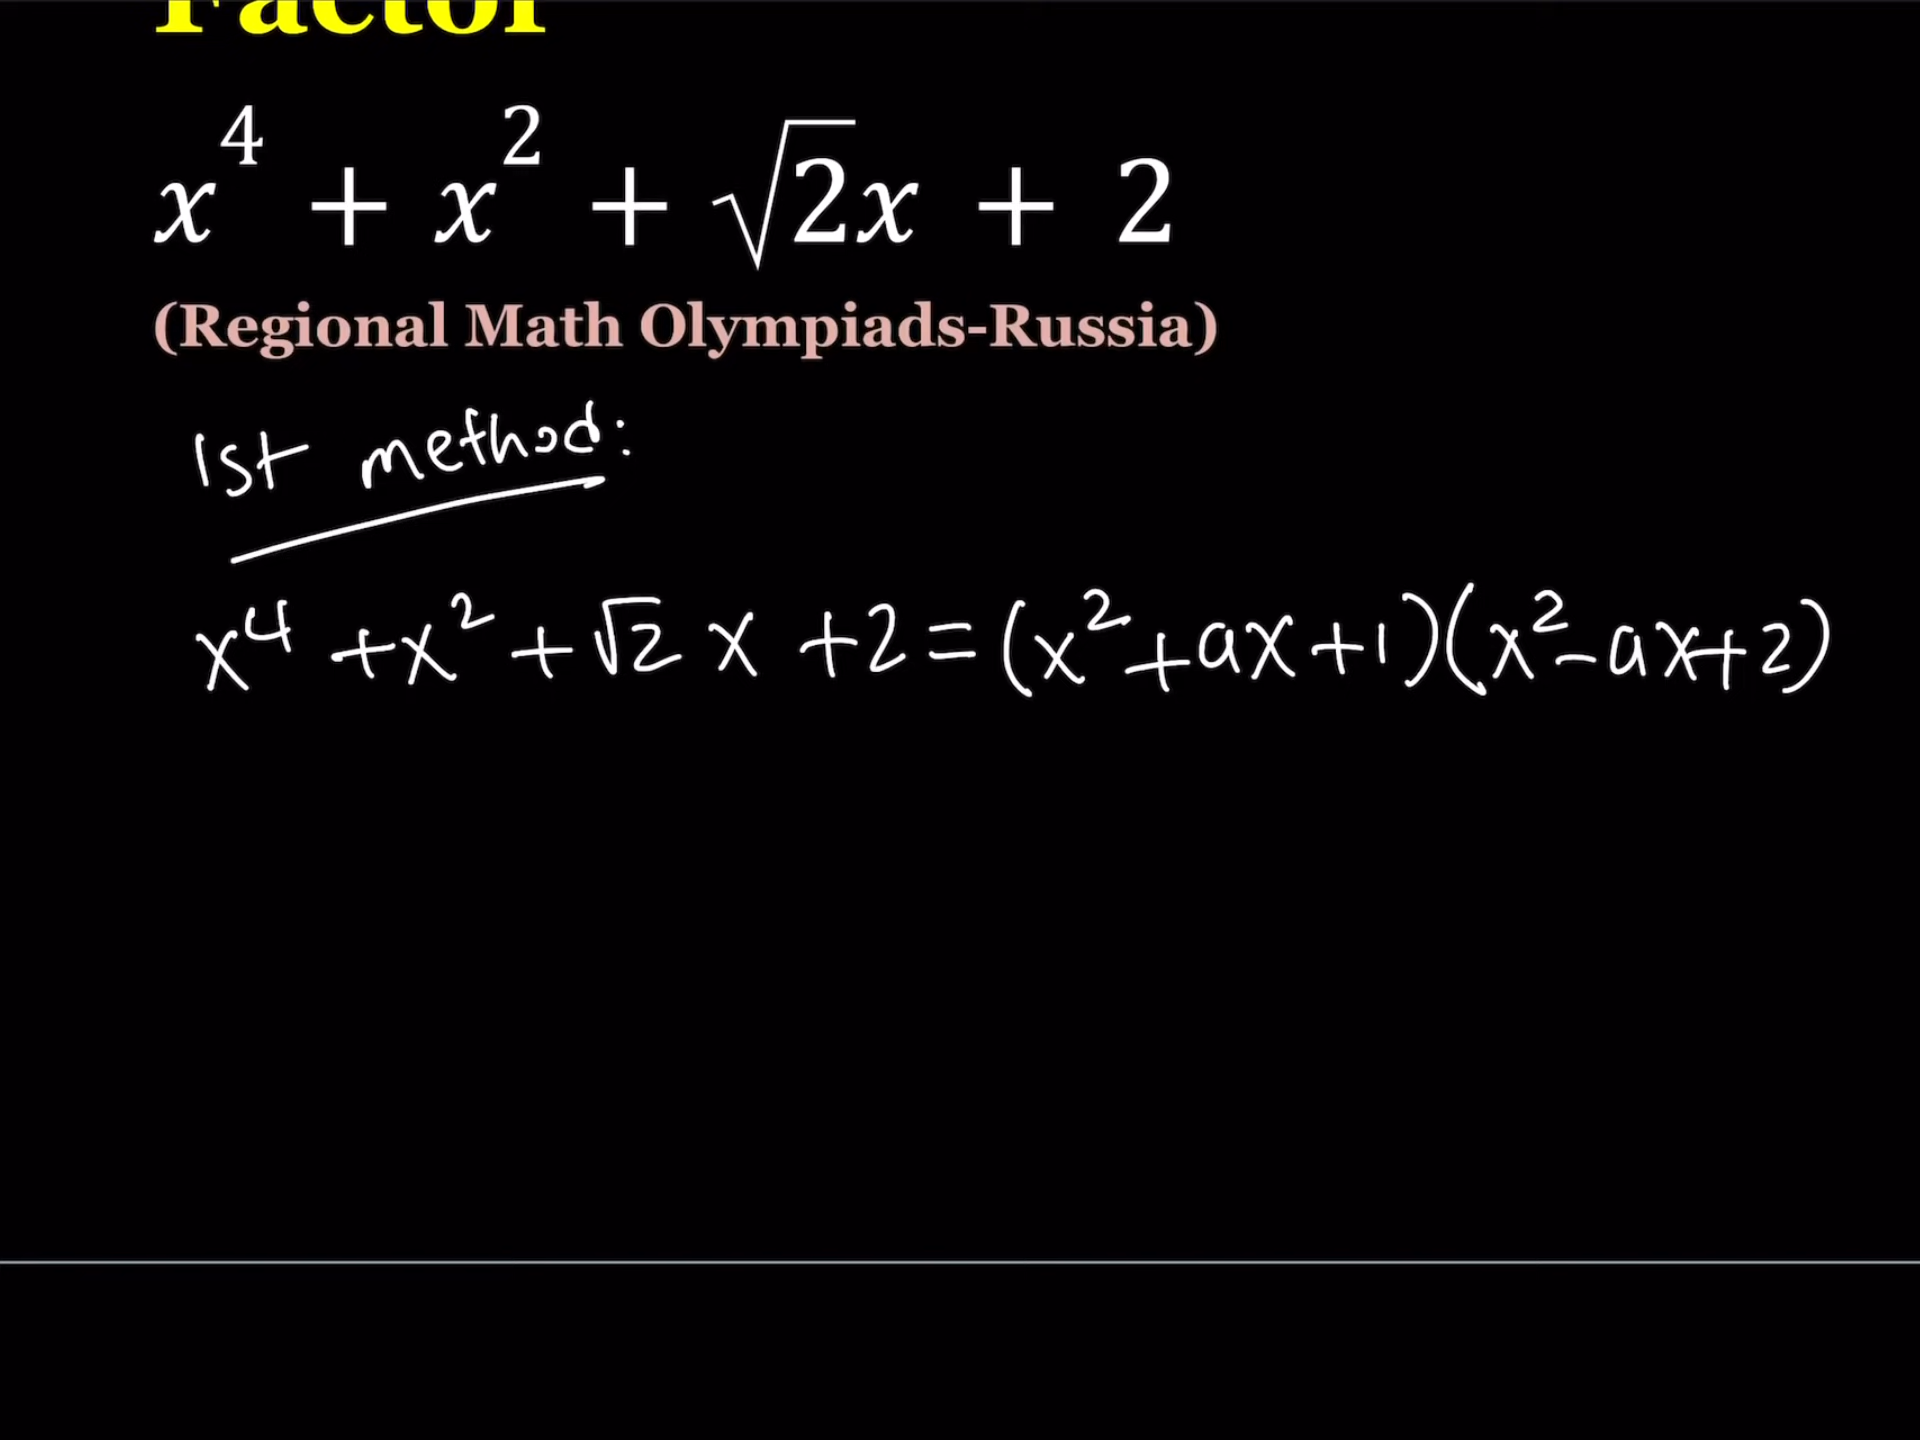 Factor
x⁴ + x² + √2x + 2
(Regional Math Olympiads-Russia)
1st method:
x⁴ + x² + √2 x + 2 = (x² + ax + 1)(x² - ax + 2)